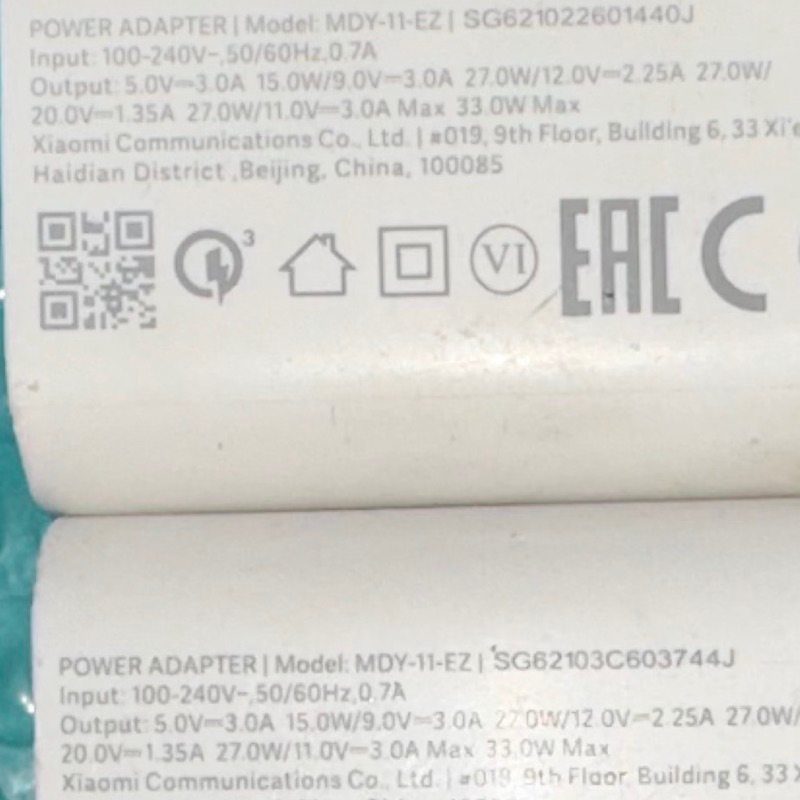 POWER ADAPTER | Model: MDY-11-EZ | SG621022601440J
Input: 100-240V~,50/60Hz,0.7A
Output: 5.0V⎓3.0A 15.0W/9.0V⎓3.0A 27.0W/12.0V⎓2.25A 27.0W/
20.0V⎓1.35A 27.0W/11.0V⎓3.0A Max 33.0W Max
Xiaomi Communications Co., Ltd. | #019, 9th Floor, Building 6, 33 Xi'e
Haidian District ,Beijing, China, 100085
3 VI EAC C
POWER ADAPTER | Model: MDY-11-EZ | SG62103C603744J
Input: 100-240V~,50/60Hz,0.7A
Output: 5.0V⎓3.0A 15.0W/9.0V⎓3.0A 27.0W/12.0V⎓2.25A 27.0W/
20.0V⎓1.35A 27.0W/11.0V⎓3.0A Max 33.0W Max
Xiaomi Communications Co., Ltd. | #019, 9th Floor, Building 6, 33